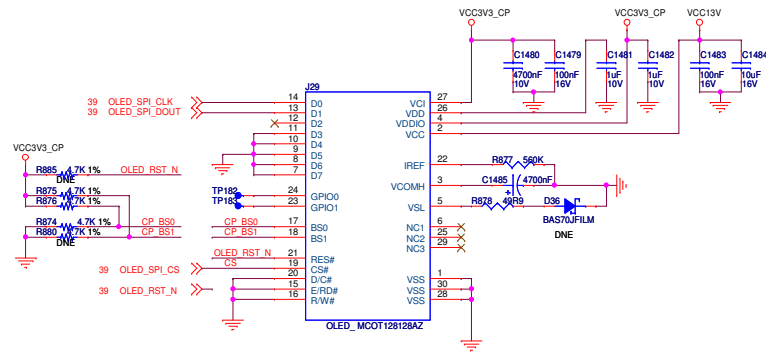 VCC3V3_CP VCC3V3_CP VCC13V
C1480 C1479 C1481 C1482 C1483 C1484
4700nF 100nF 1uF 1uF 100nF 10uF
10V 16V 10V 10V 16V 16V
J29
39 OLED_SPI_CLK 14 D0 VCI 27
39 OLED_SPI_DOUT 13 D1 VDD 26
12 D2 VDDIO 4
11 D3 VCC 2
10 D4
9 D5
8 D6 IREF 22 R877 560K
7 D7
VCC3V3_CP
R885 4.7K 1% OLED_RST_N
DNE
R875 4.7K 1%
R876 4.7K 1%
R874 4.7K 1% CP_BS0
R880 4.7K 1% CP_BS1
DNE
TP182 24 GPIO0 VCOMH 3 C1485 4700nF
TP183 23 GPIO1 VSL 5 R878 49R9 D36
BAS70JFILM
DNE
CP_BS0 17 BS0 NC1 6
CP_BS1 18 BS1 NC2 25
NC3 29
OLED_RST_N 21 RES#
39 OLED_SPI_CS CS 19 CS#
20 D/C# VSS 1
39 OLED_RST_N 15 E/RD# VSS 30
16 R/W# VSS 28
OLED_ MCOT128128AZ